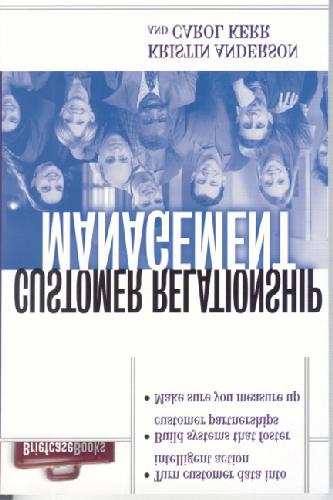 BriefcaseBooks
• Turn customer data into
intelligent action
• Build systems that foster
customer partnerships
• Make sure you measure up
CUSTOMER RELATIONSHIP
MANAGEMENT
KRISTIN ANDERSON
AND CAROL KERR